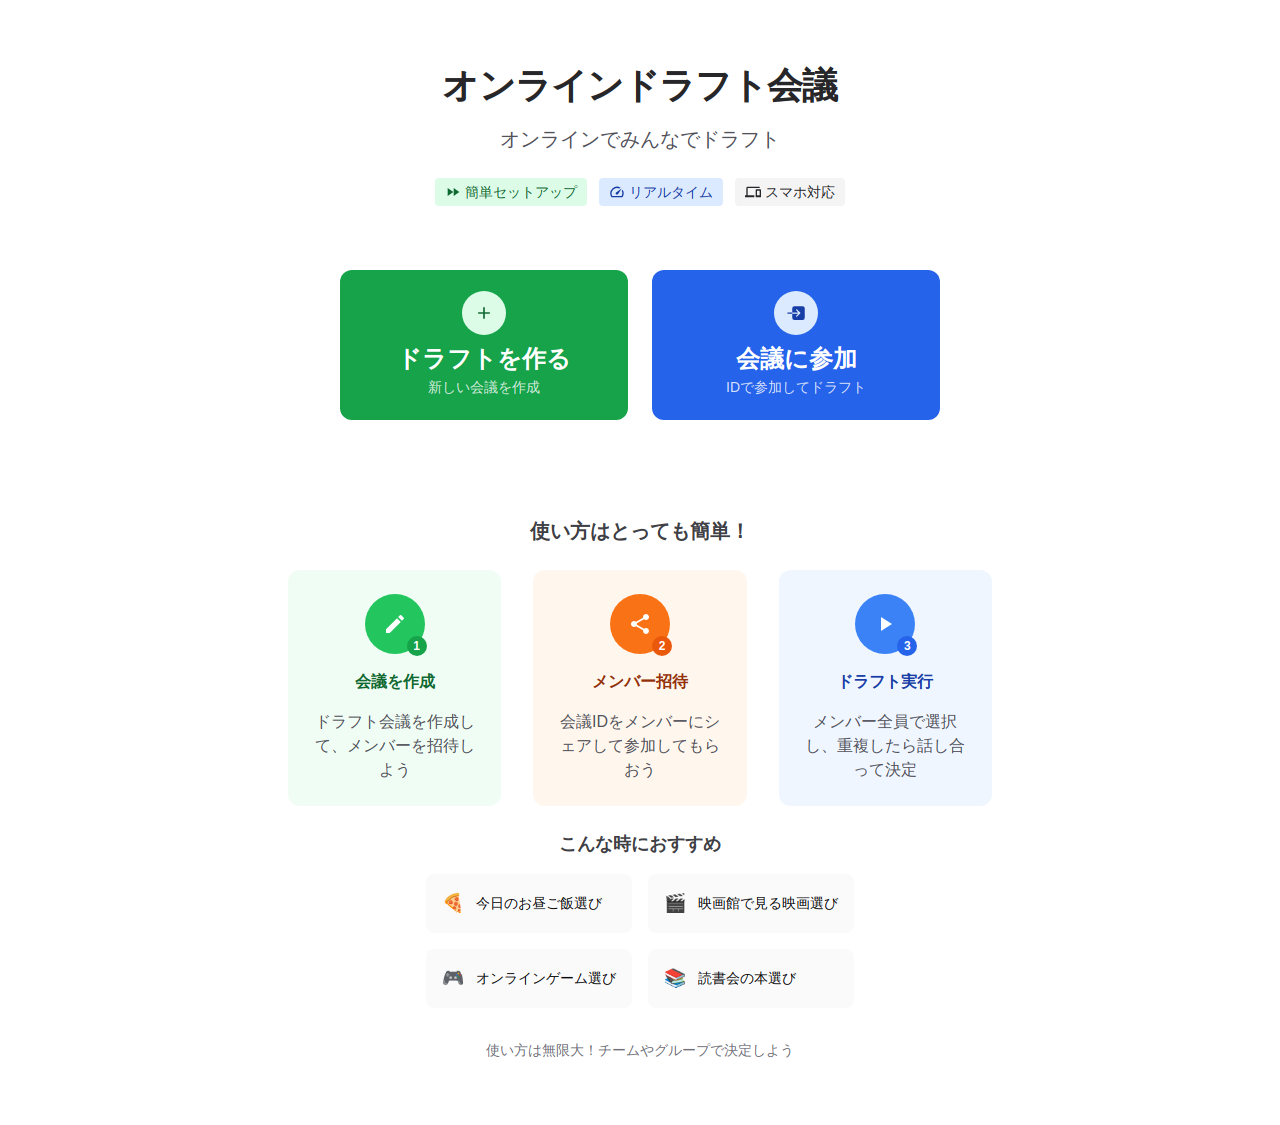 オンラインドラフト会議
オンラインでみんなでドラフト
簡単セットアップ
リアルタイム
スマホ対応
ドラフトを作る
新しい会議を作成
会議に参加
IDで参加してドラフト
使い方はとっても簡単！
1
会議を作成
ドラフト会議を作成し
て、メンバーを招待し
よう
2
メンバー招待
会議IDをメンバーにシ
ェアして参加してもら
おう
3
ドラフト実行
メンバー全員で選択
し、重複したら話し合
って決定
こんな時におすすめ
今日のお昼ご飯選び
映画館で見る映画選び
オンラインゲーム選び
読書会の本選び
使い方は無限大！チームやグループで決定しよう